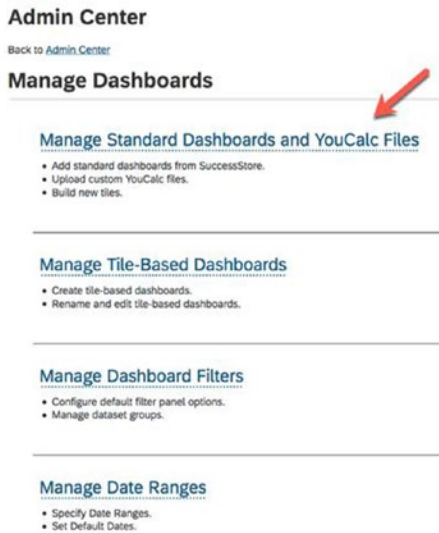 Admin Center
Back to Admin Center
Manage Dashboards
Manage Standard Dashboards and YouCalc Files
• Add standard dashboards from SuccessStore.
• Upload custom YouCalc files.
• Build new tiles.
Manage Tile-Based Dashboards
• Create tile-based dashboards.
• Rename and edit tile-based dashboards.
Manage Dashboard Filters
• Configure default filter panel options.
• Manage dataset groups.
Manage Date Ranges
• Specify Date Ranges.
• Set Default Dates.